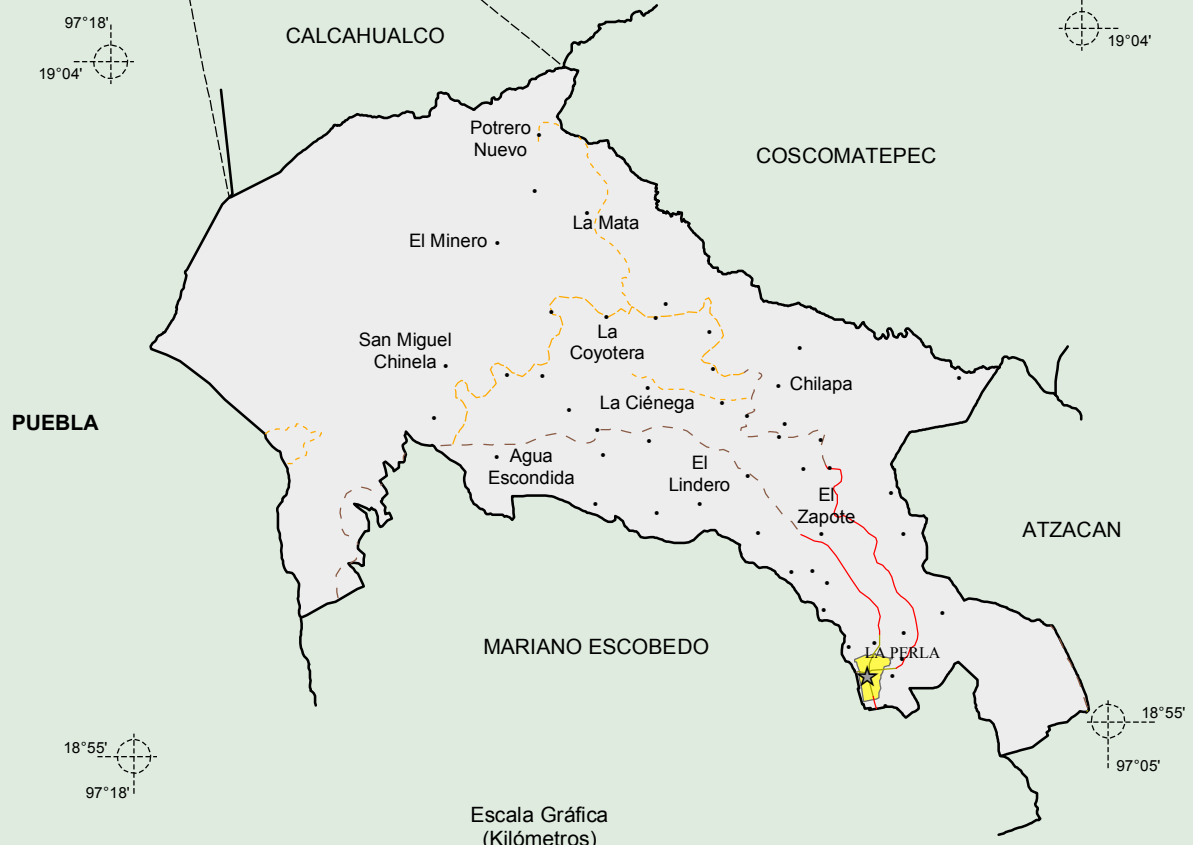 97°18'
19°04'
CALCAHUALCO
19°04'
Potrero
Nuevo
COSCOMATEPEC
La Mata
El Minero
San Miguel
Chinela
La
Coyotera
Chilapa
La Ciénega
PUEBLA
Agua
Escondida
El
Lindero
El
Zapote
ATZACAN
MARIANO ESCOBEDO
LA PERLA
18°55'
97°05'
18°55'
97°18'
Escala Gráfica
(Kilómetros)